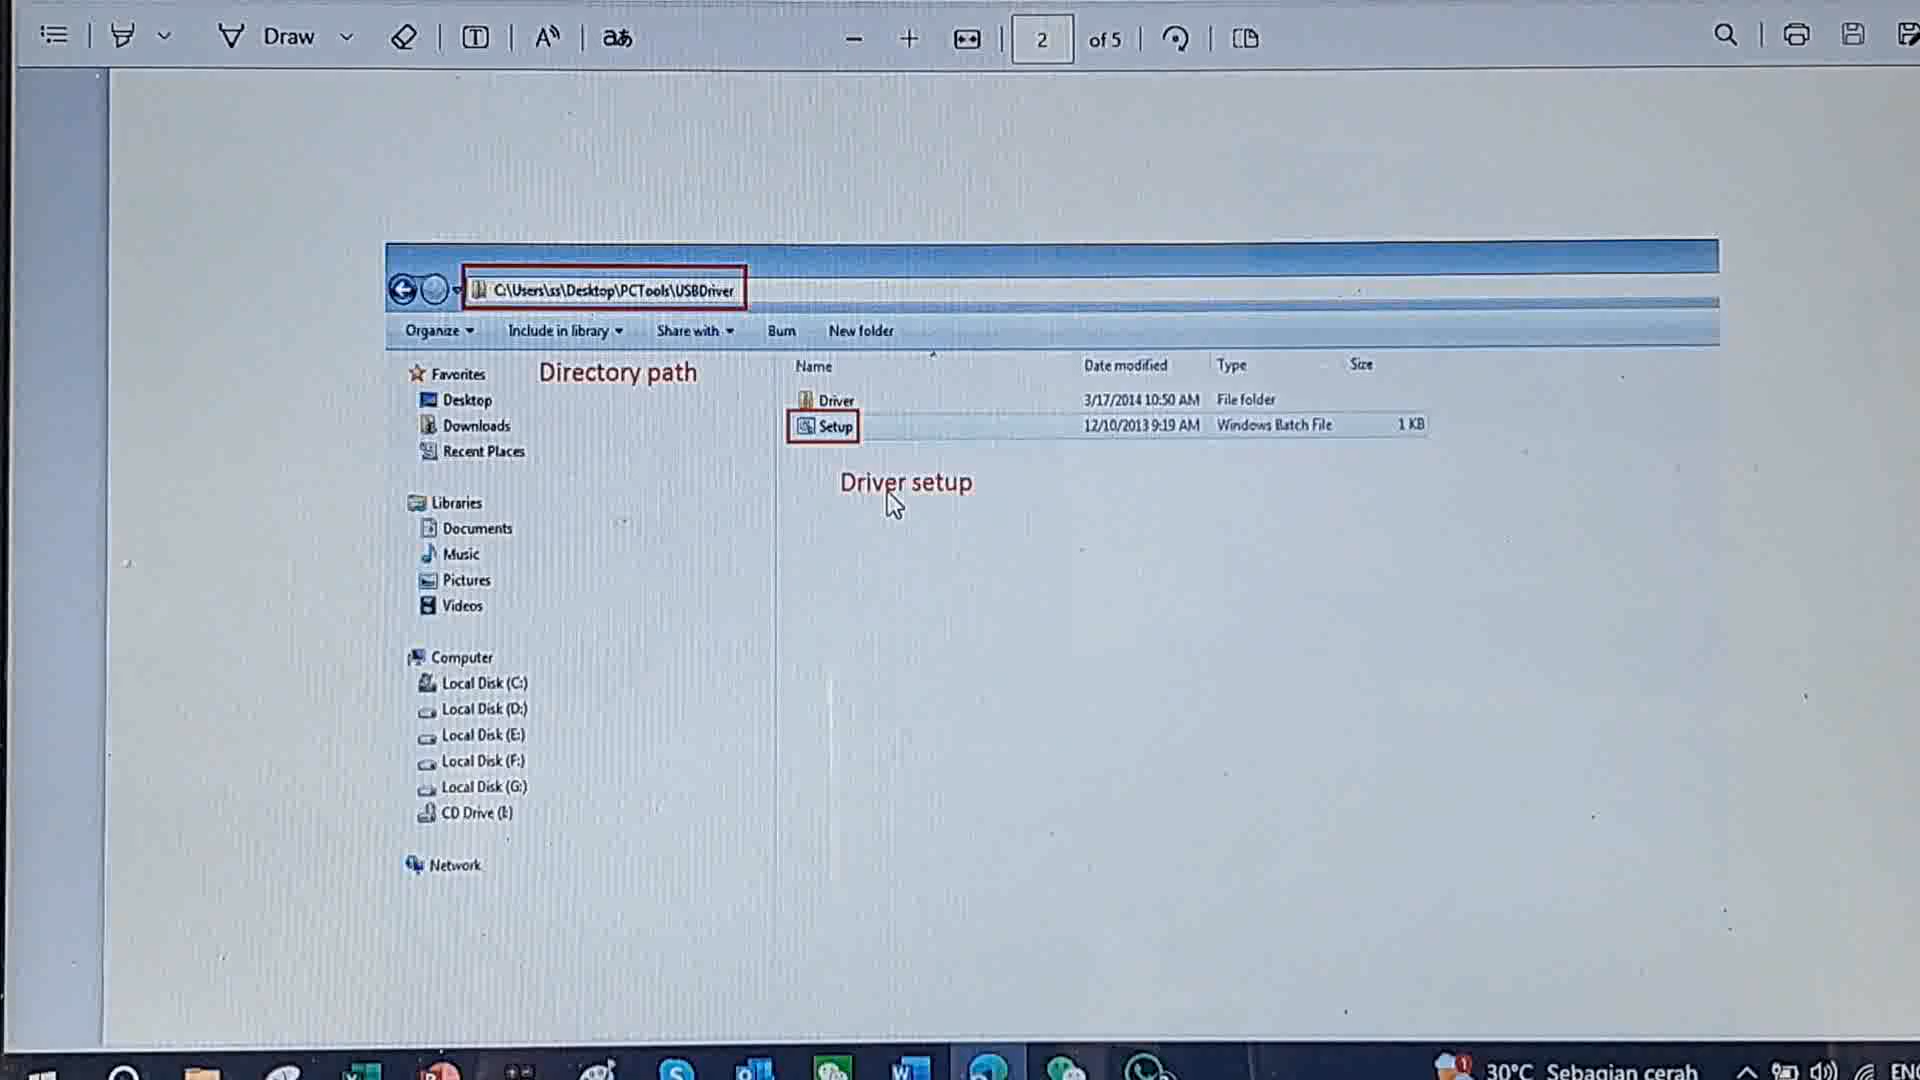 Draw
2 of 5
C:\Users\ss\Desktop\PCTools\USBDriver
Organize Include in library Share with Burn New folder
Directory path
Name Date modified Type Size
Favorites
Desktop
Downloads
Recent Places
Driver 3/17/2014 10:50 AM File folder
Setup 12/10/2013 9:19 AM Windows Batch File 1 KB
Driver setup
Libraries
Documents
Music
Pictures
Videos
Computer
Local Disk (C:)
Local Disk (D:)
Local Disk (E:)
Local Disk (F:)
Local Disk (G:)
CD Drive (I:)
Network
1 30°C Sebagian cerah ENG